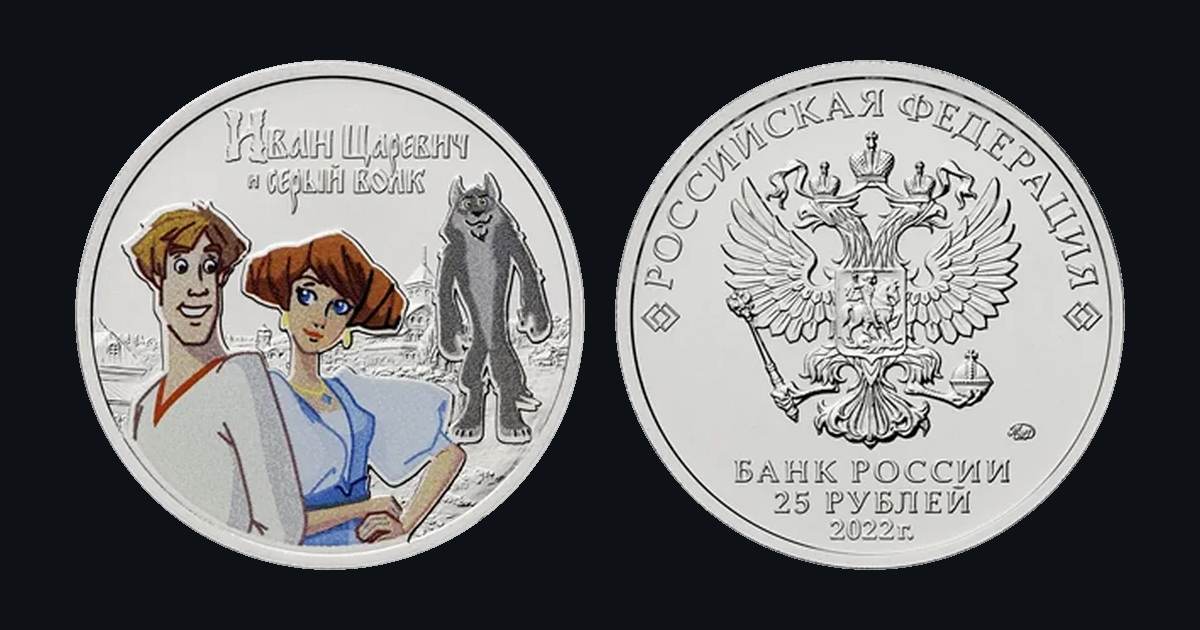 Иван Царевич
и серый волк
РОССИЙСКАЯ ФЕДЕРАЦИЯ
БАНК РОССИИ
25 РУБЛЕЙ
2022 г.